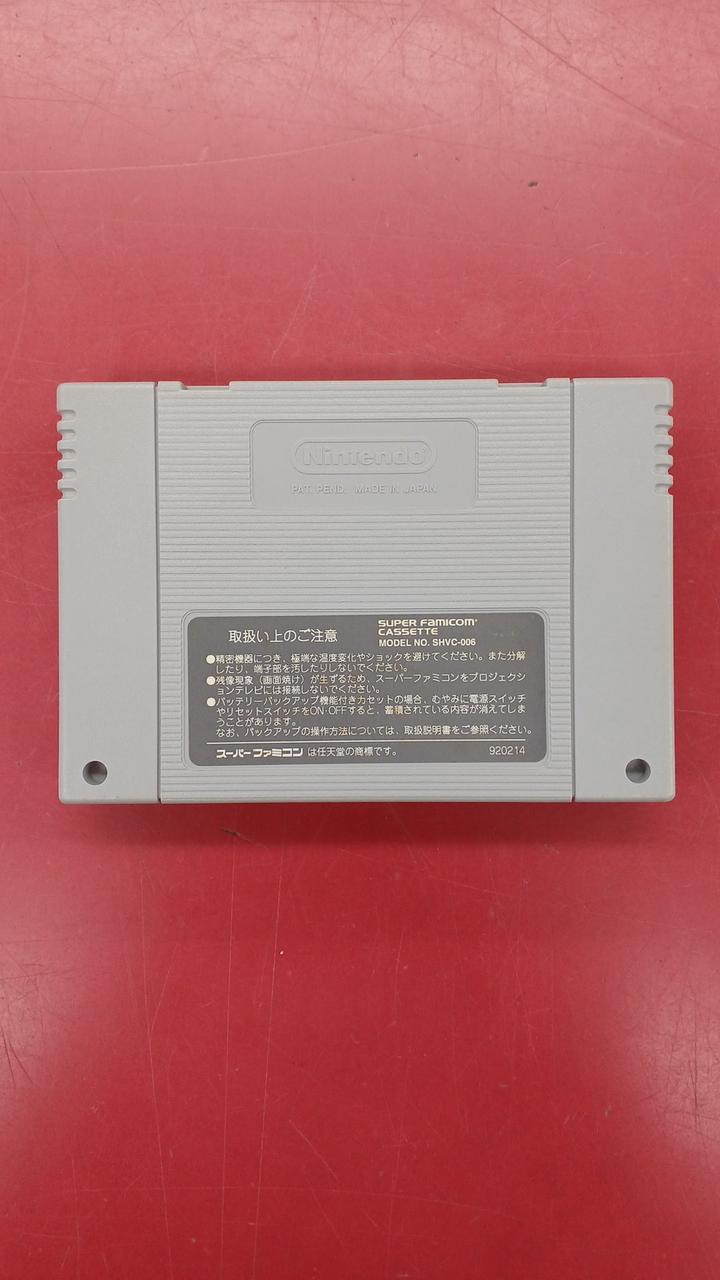 Nintendo
PAT. PEND. MADE IN JAPAN
取扱い上のご注意
SUPER FAMICOM
CASSETTE
MODEL NO. SHVC-006
●精密機器につき、極端な温度変化やショックを避けてください。また分解
したり、端子部を汚したりしないでください。
●残像現象(画面焼け)が生ずるため、スーパーファミコンをプロジェクシ
ョンテレビには接続しないでください。
●バッテリーバックアップ機能付きカセットの場合、むやみに電源スイッチ
やリセットスイッチをON・OFFすると、蓄積されている内容が消えてしま
うことがあります。
なお、バックアップの操作方法については、取扱説明書をご参照ください。
スーパーファミコン は任天堂の商標です。 920214